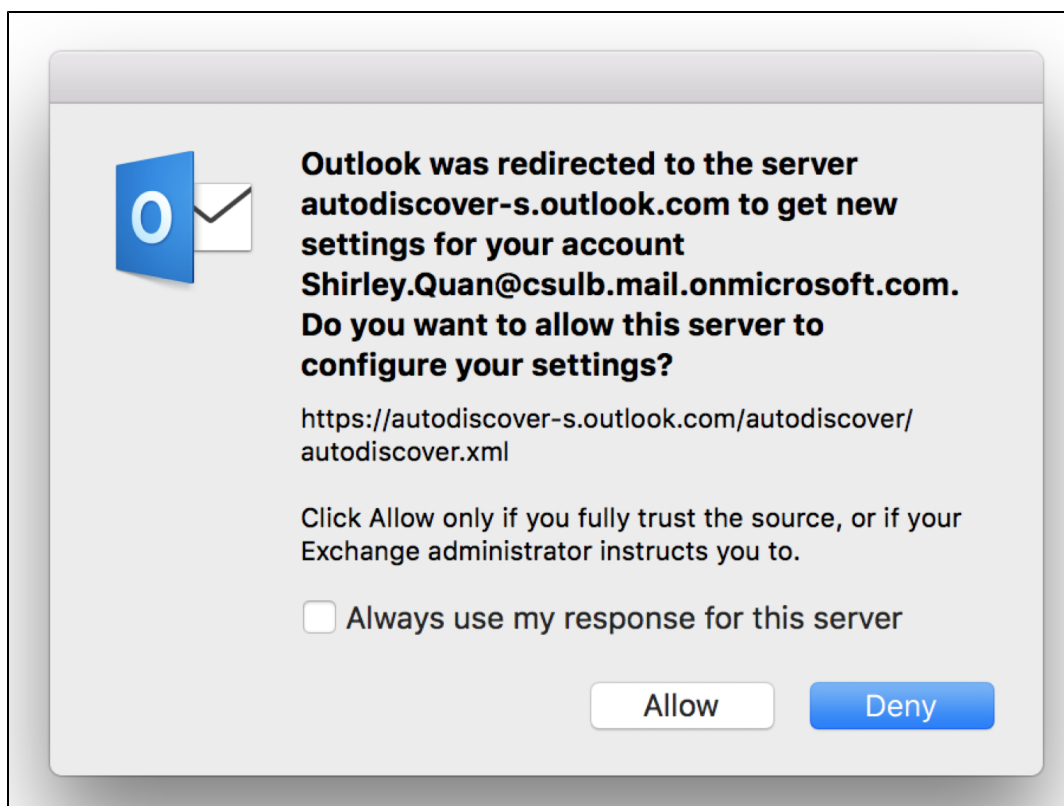 Outlook was redirected to the server
autodiscover-s.outlook.com to get new
settings for your account
Shirley.Quan@csulb.mail.onmicrosoft.com.
Do you want to allow this server to
configure your settings?
https://autodiscover-s.outlook.com/autodiscover/
autodiscover.xml
Click Allow only if you fully trust the source, or if your
Exchange administrator instructs you to.
Always use my response for this server
Allow Deny